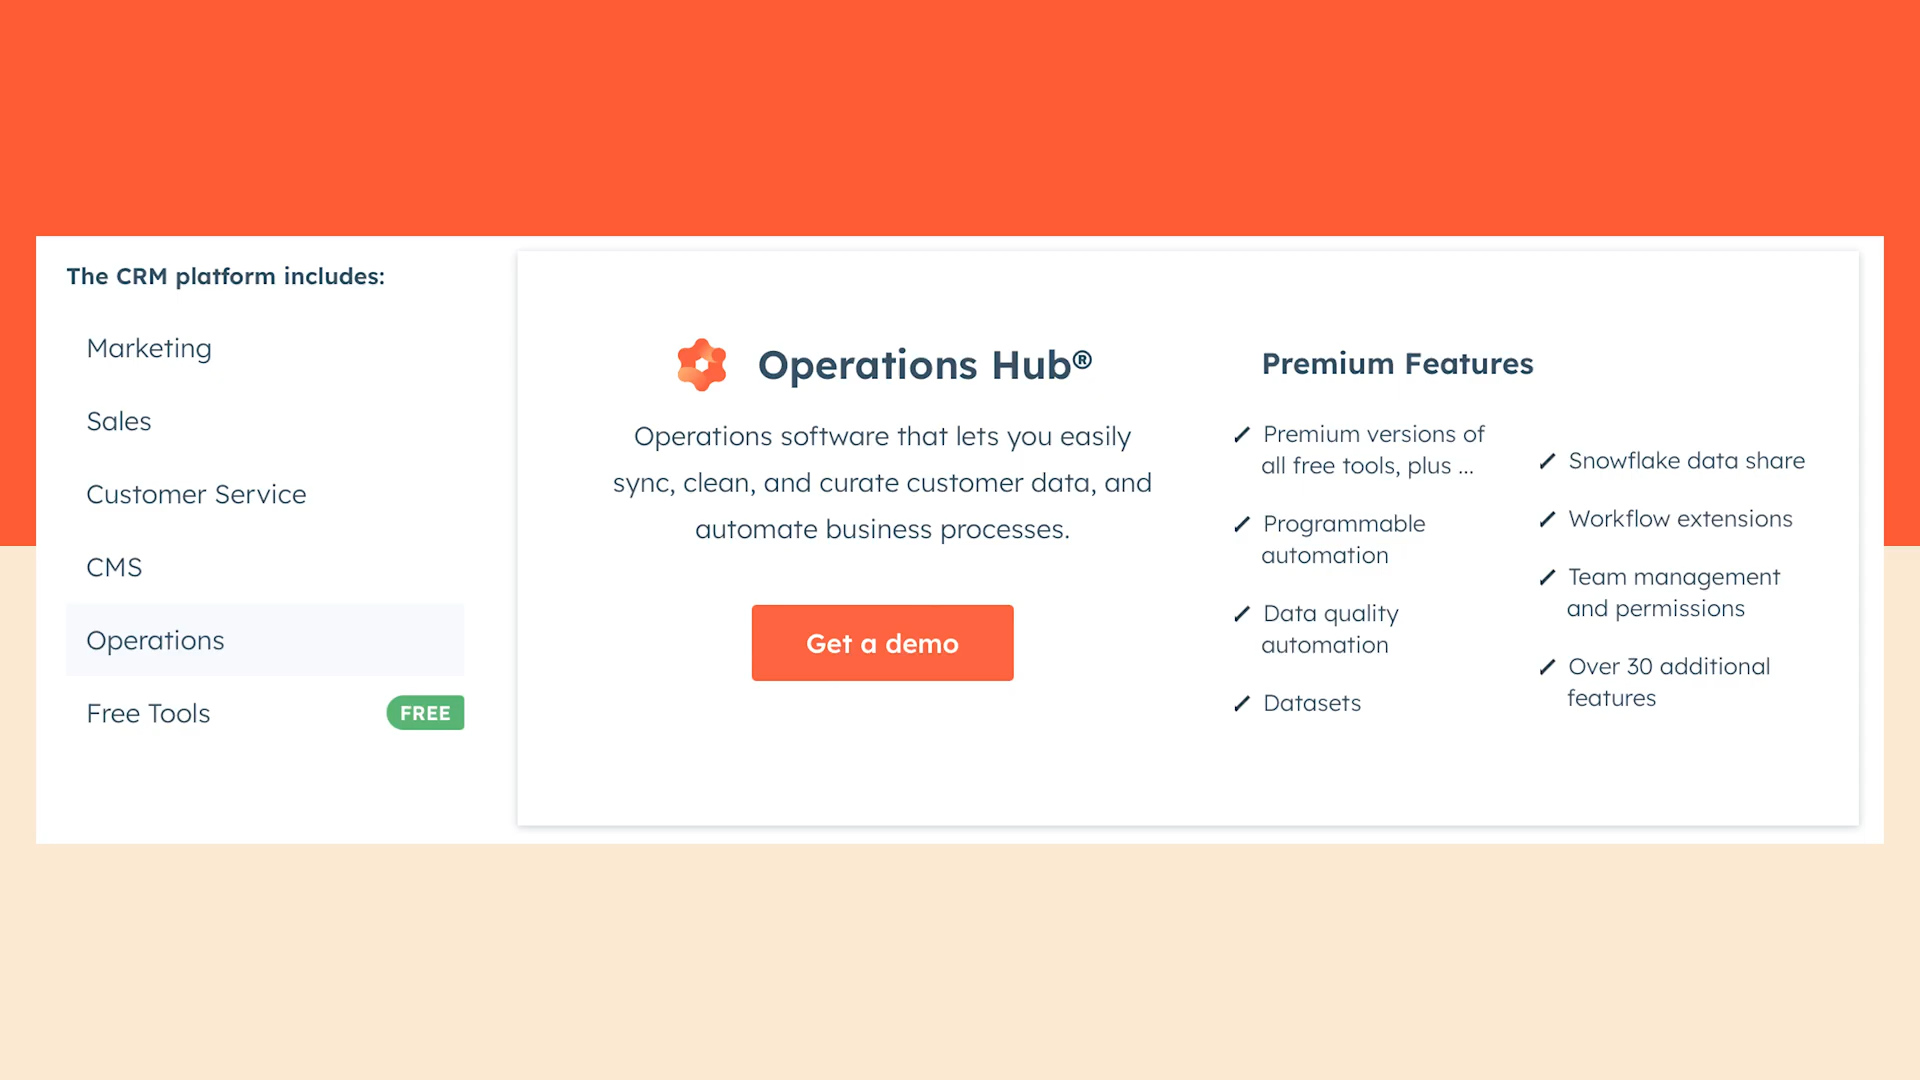 The CRM platform includes:
Marketing
Sales
Customer Service
CMS
Operations
Free Tools
FREE
Operations Hub®
Operations software that lets you easily
sync, clean, and curate customer data, and
automate business processes.
Get a demo
Premium Features
Premium versions of
all free tools, plus ...
Programmable
automation
Data quality
automation
Datasets
Snowflake data share
Workflow extensions
Team management
and permissions
Over 30 additional
features